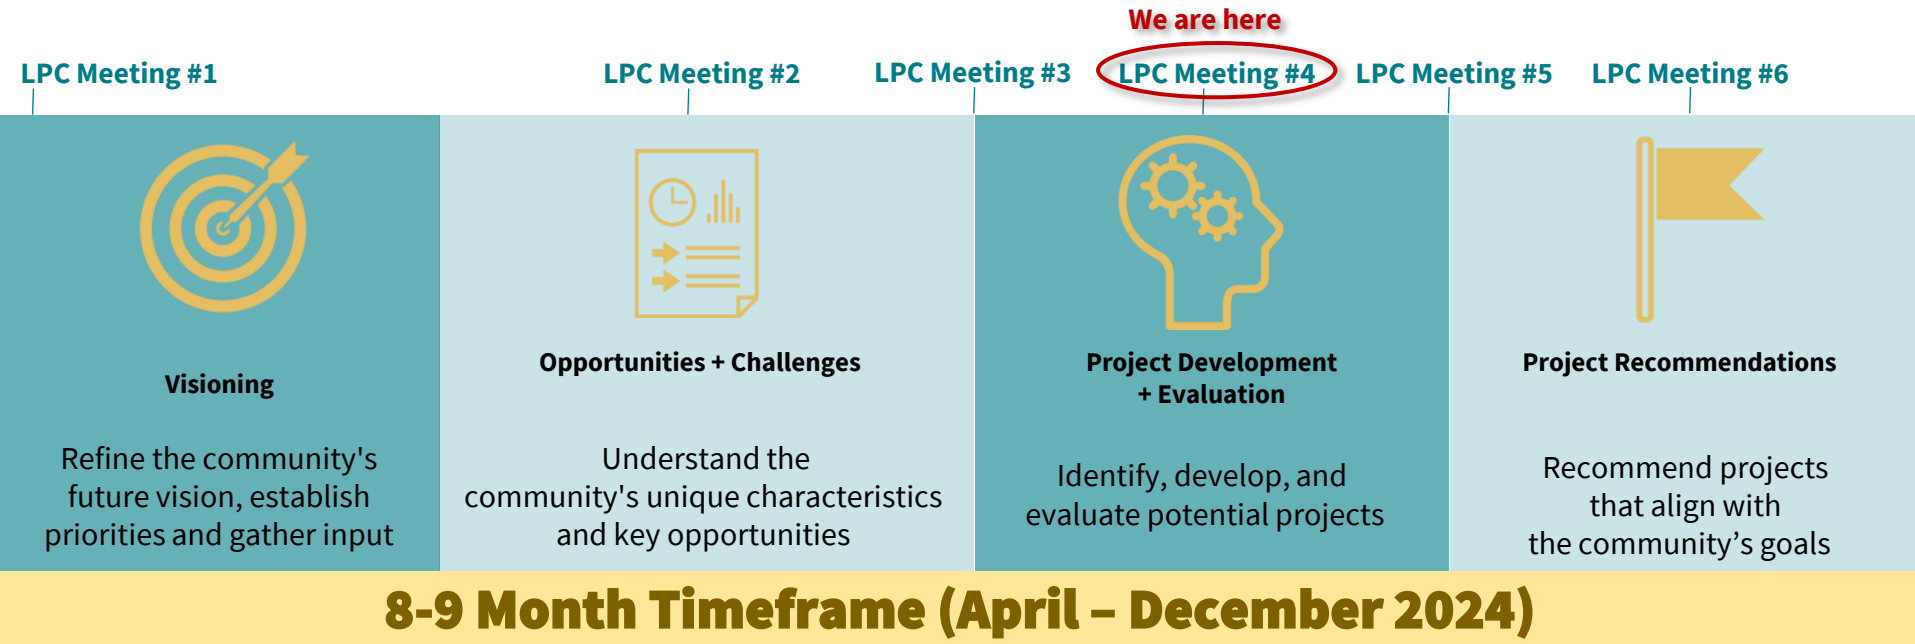 We are here
LPC Meeting #1
LPC Meeting #2
LPC Meeting #3
LPC Meeting #4
LPC Meeting #5
LPC Meeting #6
Visioning
Refine the community's
future vision, establish
priorities and gather input
Opportunities + Challenges
Understand the
community's unique characteristics
and key opportunities
Project Development
+ Evaluation
Identify, develop, and
evaluate potential projects
Project Recommendations
Recommend projects
that align with
the community’s goals
8-9 Month Timeframe (April – December 2024)